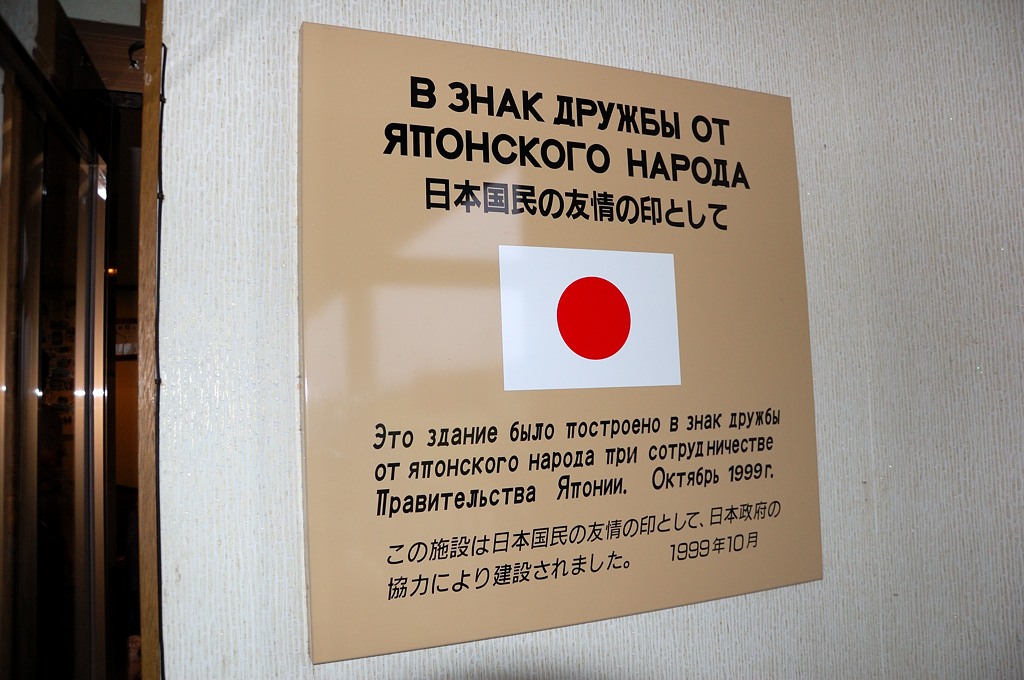 В ЗНАК ДРУЖБЫ ОТ
ЯПОНСКОГО НАРОДА
日本国民の友情の印として
Это здание было построено в знак дружбы
от японского народа при сотрудничестве
Правительства Японии. Октябрь 1999г.
この施設は日本国民の友情の印として、日本政府の
協力により建設されました。 1999年10月